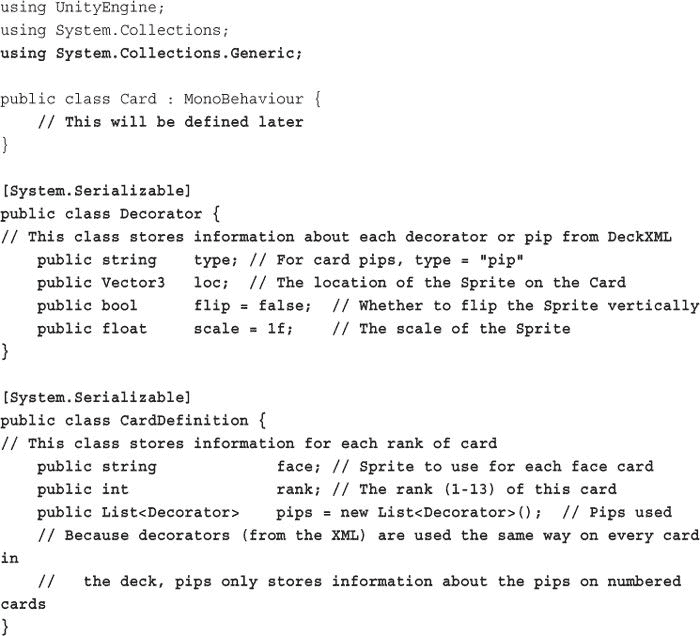 using UnityEngine;
using System.Collections;
using System.Collections.Generic;
public class Card : MonoBehaviour {
    // This will be defined later
}
[System.Serializable]
public class Decorator {
// This class stores information about each decorator or pip from DeckXML
    public string    type; // For card pips, type = "pip"
    public Vector3   loc;  // The location of the Sprite on the Card
    public bool      flip = false;  // Whether to flip the Sprite vertically
    public float     scale = 1f;    // The scale of the Sprite
}
[System.Serializable]
public class CardDefinition {
// This class stores information for each rank of card
    public string             face; // Sprite to use for each face card
    public int                rank; // The rank (1-13) of this card
    public List<Decorator>    pips = new List<Decorator>();  // Pips used
    // Because decorators (from the XML) are used the same way on every card
in
    //   the deck, pips only stores information about the pips on numbered
cards
}